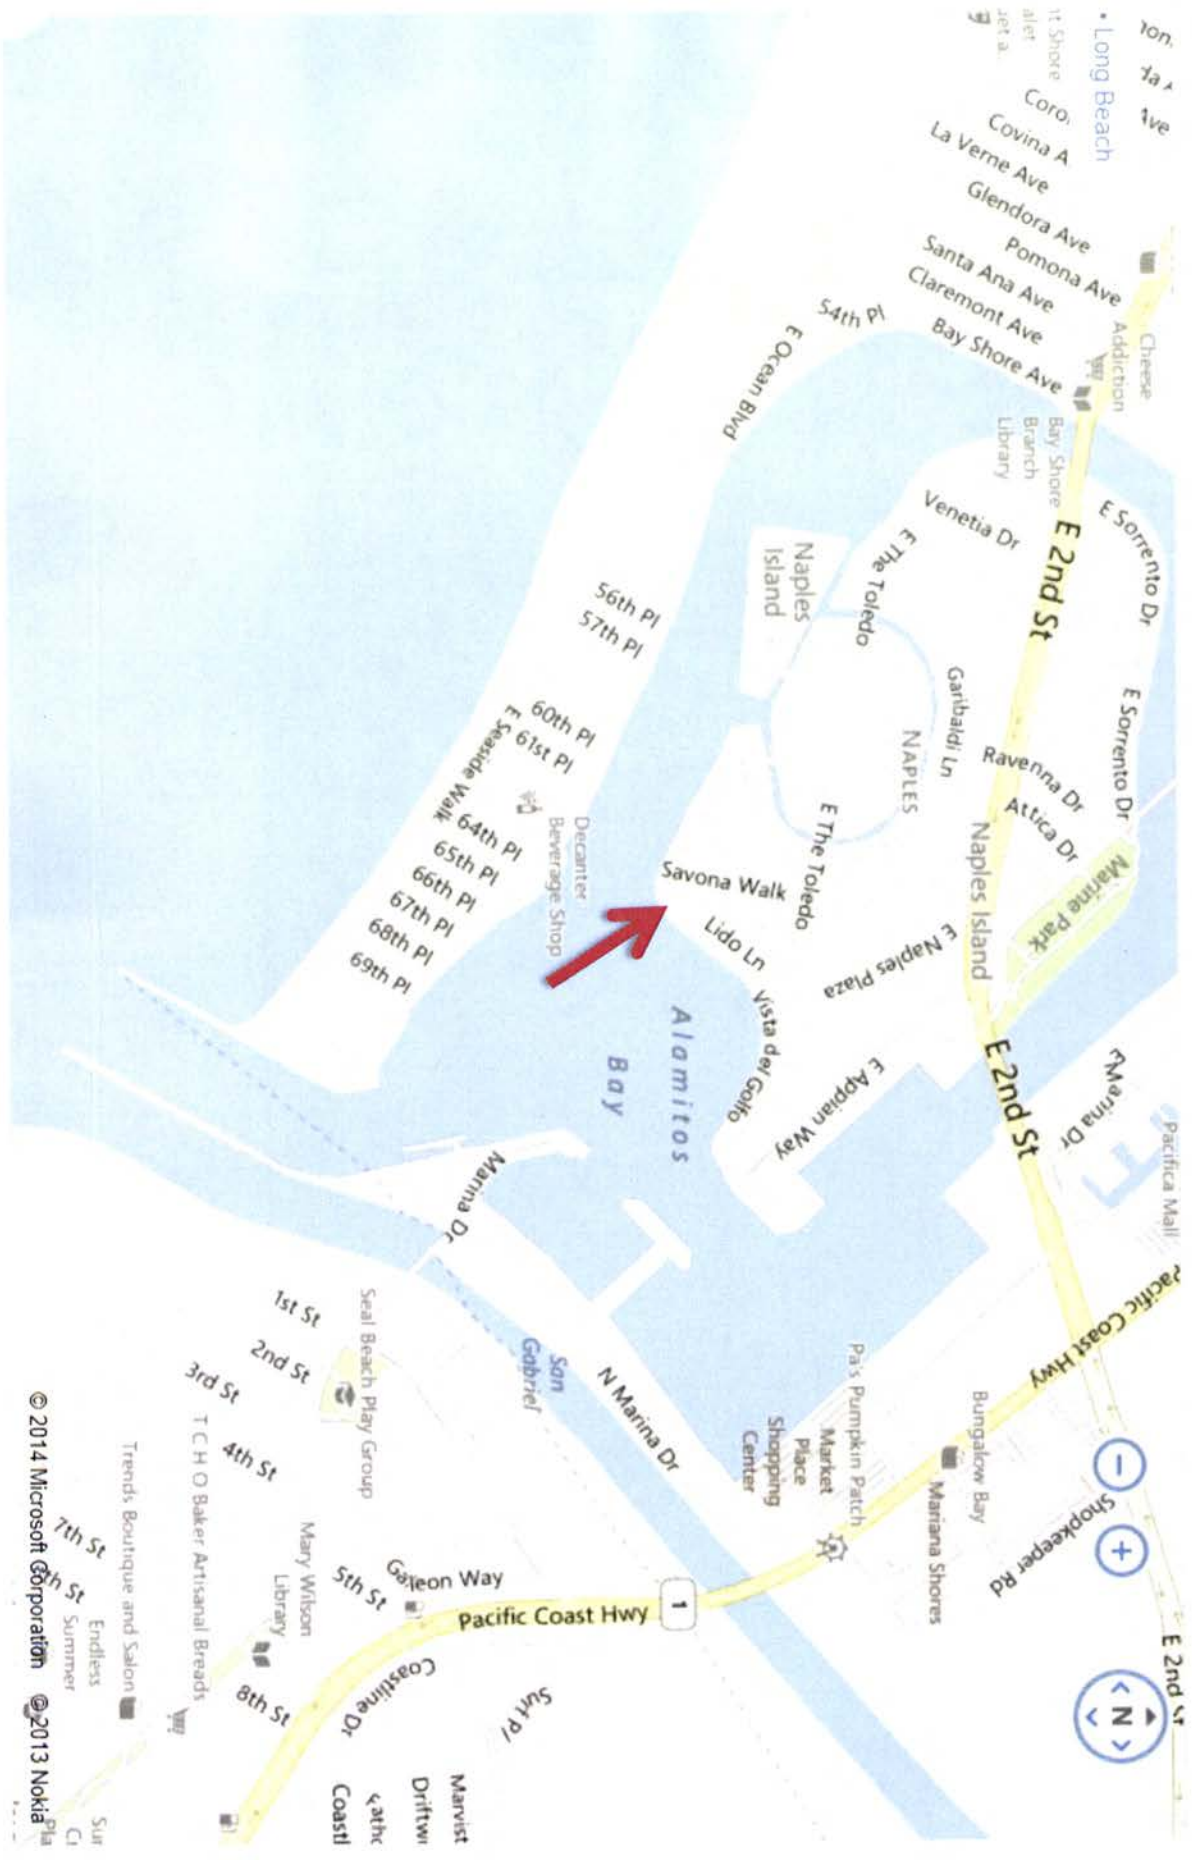 Long Beach
Cheese
Addiction
Covina A
La Verne Ave
Glendora Ave
Pomona Ave
Santa Ana Ave
Claremont Ave
Bay Shore Ave
54th Pl
E Ocean Blvd
Bay Shore
Branch
Library
E Sorrento Dr
E 2nd St
Venetia Dr
E The Toledo
Naples
Island
56th Pl
57th Pl
E Sorrento Dr
Garibaldi Ln
NAPLES
Ravenna Dr
Attica Dr
Marine Park
Naples Island
E The Toledo
60th Pl
61st Pl
E Seaside Walk
64th Pl
65th Pl
66th Pl
67th Pl
68th Pl
69th Pl
Decanter
Beverage Shop
Savona Walk
Lido Ln
E Naples Plaza
Vista del Golfo
E Appian Way
Alamitos
Bay
E 2nd St
E Marina Dr
Pacifica Mall
Pacific Coast Hwy
Marina Dr
San
Gabriel
N Marina Dr
Pa's Pumpkin Patch
Market
Place
Shopping
Center
Bungalow Bay
Mariana Shores
Shopkeeper Rd
E 2nd St
N
1st St
2nd St
3rd St
4th St
Seal Beach Play Group
T C H O Baker Artisanal Breads
Trends Boutique and Salon
Mary Wilson
Library
5th St
Galleon Way
Pacific Coast Hwy
1
7th St
8th St
Coastline Dr
Surf Pl
Endless
Summer
Marvist
Driftw
Coastl
© 2014 Microsoft Corporation © 2013 Nokia